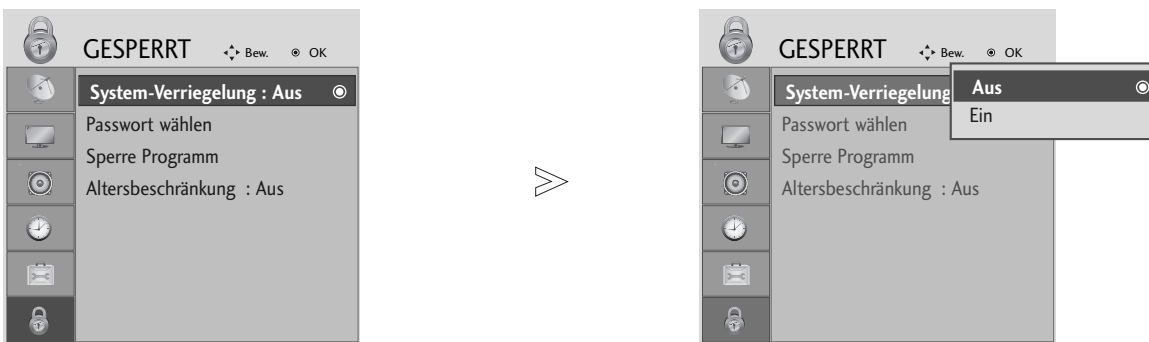 GESPERRT Bew. OK
System-Verriegelung : Aus
Passwort wählen
Sperre Programm
Altersbeschränkung : Aus
GESPERRT Bew. OK
System-Verriegelung
Aus
Ein
Passwort wählen
Sperre Programm
Altersbeschränkung : Aus